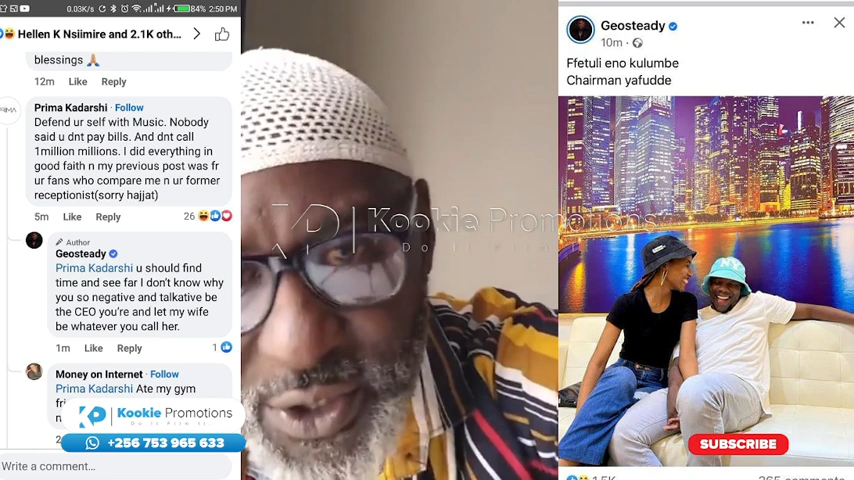 0.03K/s 84% 2:50 PM
Hellen K Nsiimire and 2.1K oth...
blessings 🙏
12m Like Reply
Prima Kadarshi · Follow
Defend ur self with Music. Nobody
said u dnt pay bills. And dnt call
1million millions. I did everything in
good faith n my previous post was fr
ur fans who compare me n ur former
receptionist(sorry hajjat)
5m Like Reply 26
Author
Geosteady
Prima Kadarshi u should find
time and see far I don't know why
you so negative and talkative be
the CEO you're and let my wife
be whatever you call her.
1m Like Reply 1
Money on Internet · Follow
Prima Kadarshi Ate my gym
Kookie Promotions
Do It Firm It.
+256 753 965 633
Write a comment...
Kookie Promotions
SUBSCRIBE
Geosteady
10m
Ffetuli eno kulumbe
Chairman yafudde
NY
1.5K 265 comments